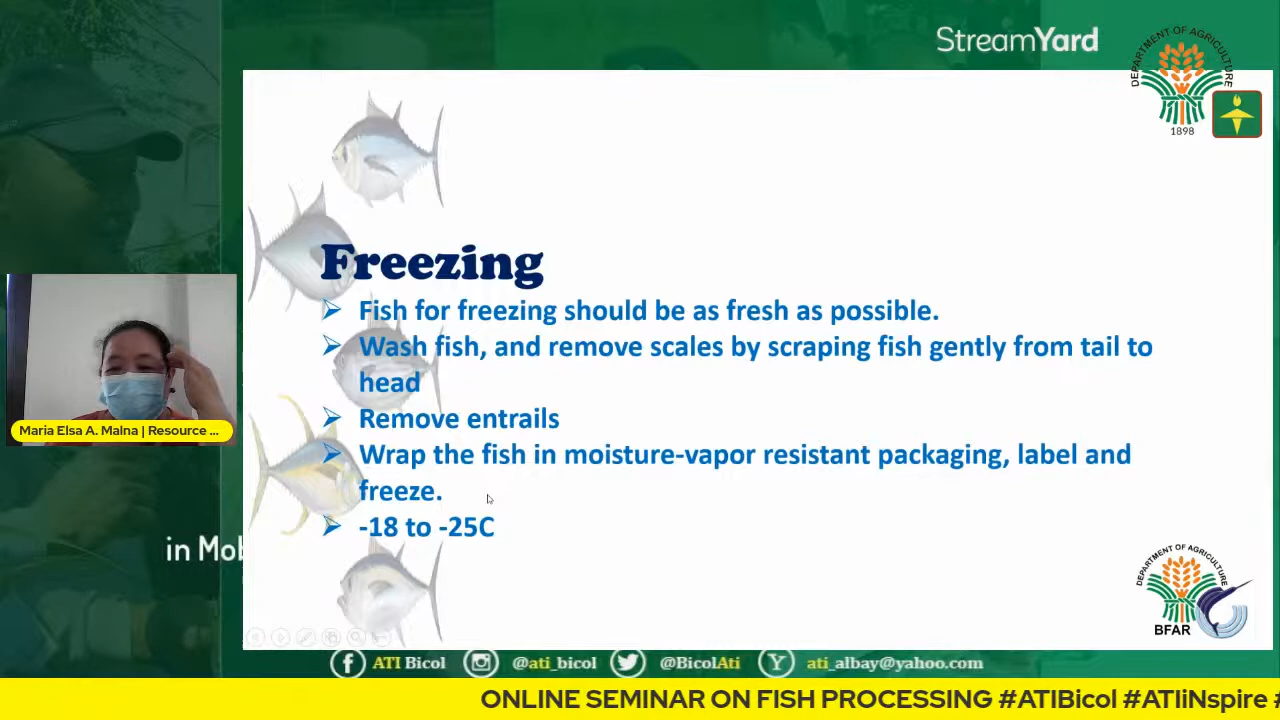 StreamYard
DEPARTMENT OF AGRICULTURE
1898
Freezing
Fish for freezing should be as fresh as possible.
Wash fish, and remove scales by scraping fish gently from tail to
head
Remove entrails
Wrap the fish in moisture-vapor resistant packaging, label and
freeze.
-18 to -25C
Maria Elsa A. Malna | Resource ...
in Mob
DEPARTMENT OF AGRICULTURE
BFAR
ATI Bicol @ati_bicol @BicolAti ati_albay@yahoo.com
ONLINE SEMINAR ON FISH PROCESSING #ATIBicol #ATIiNspire #